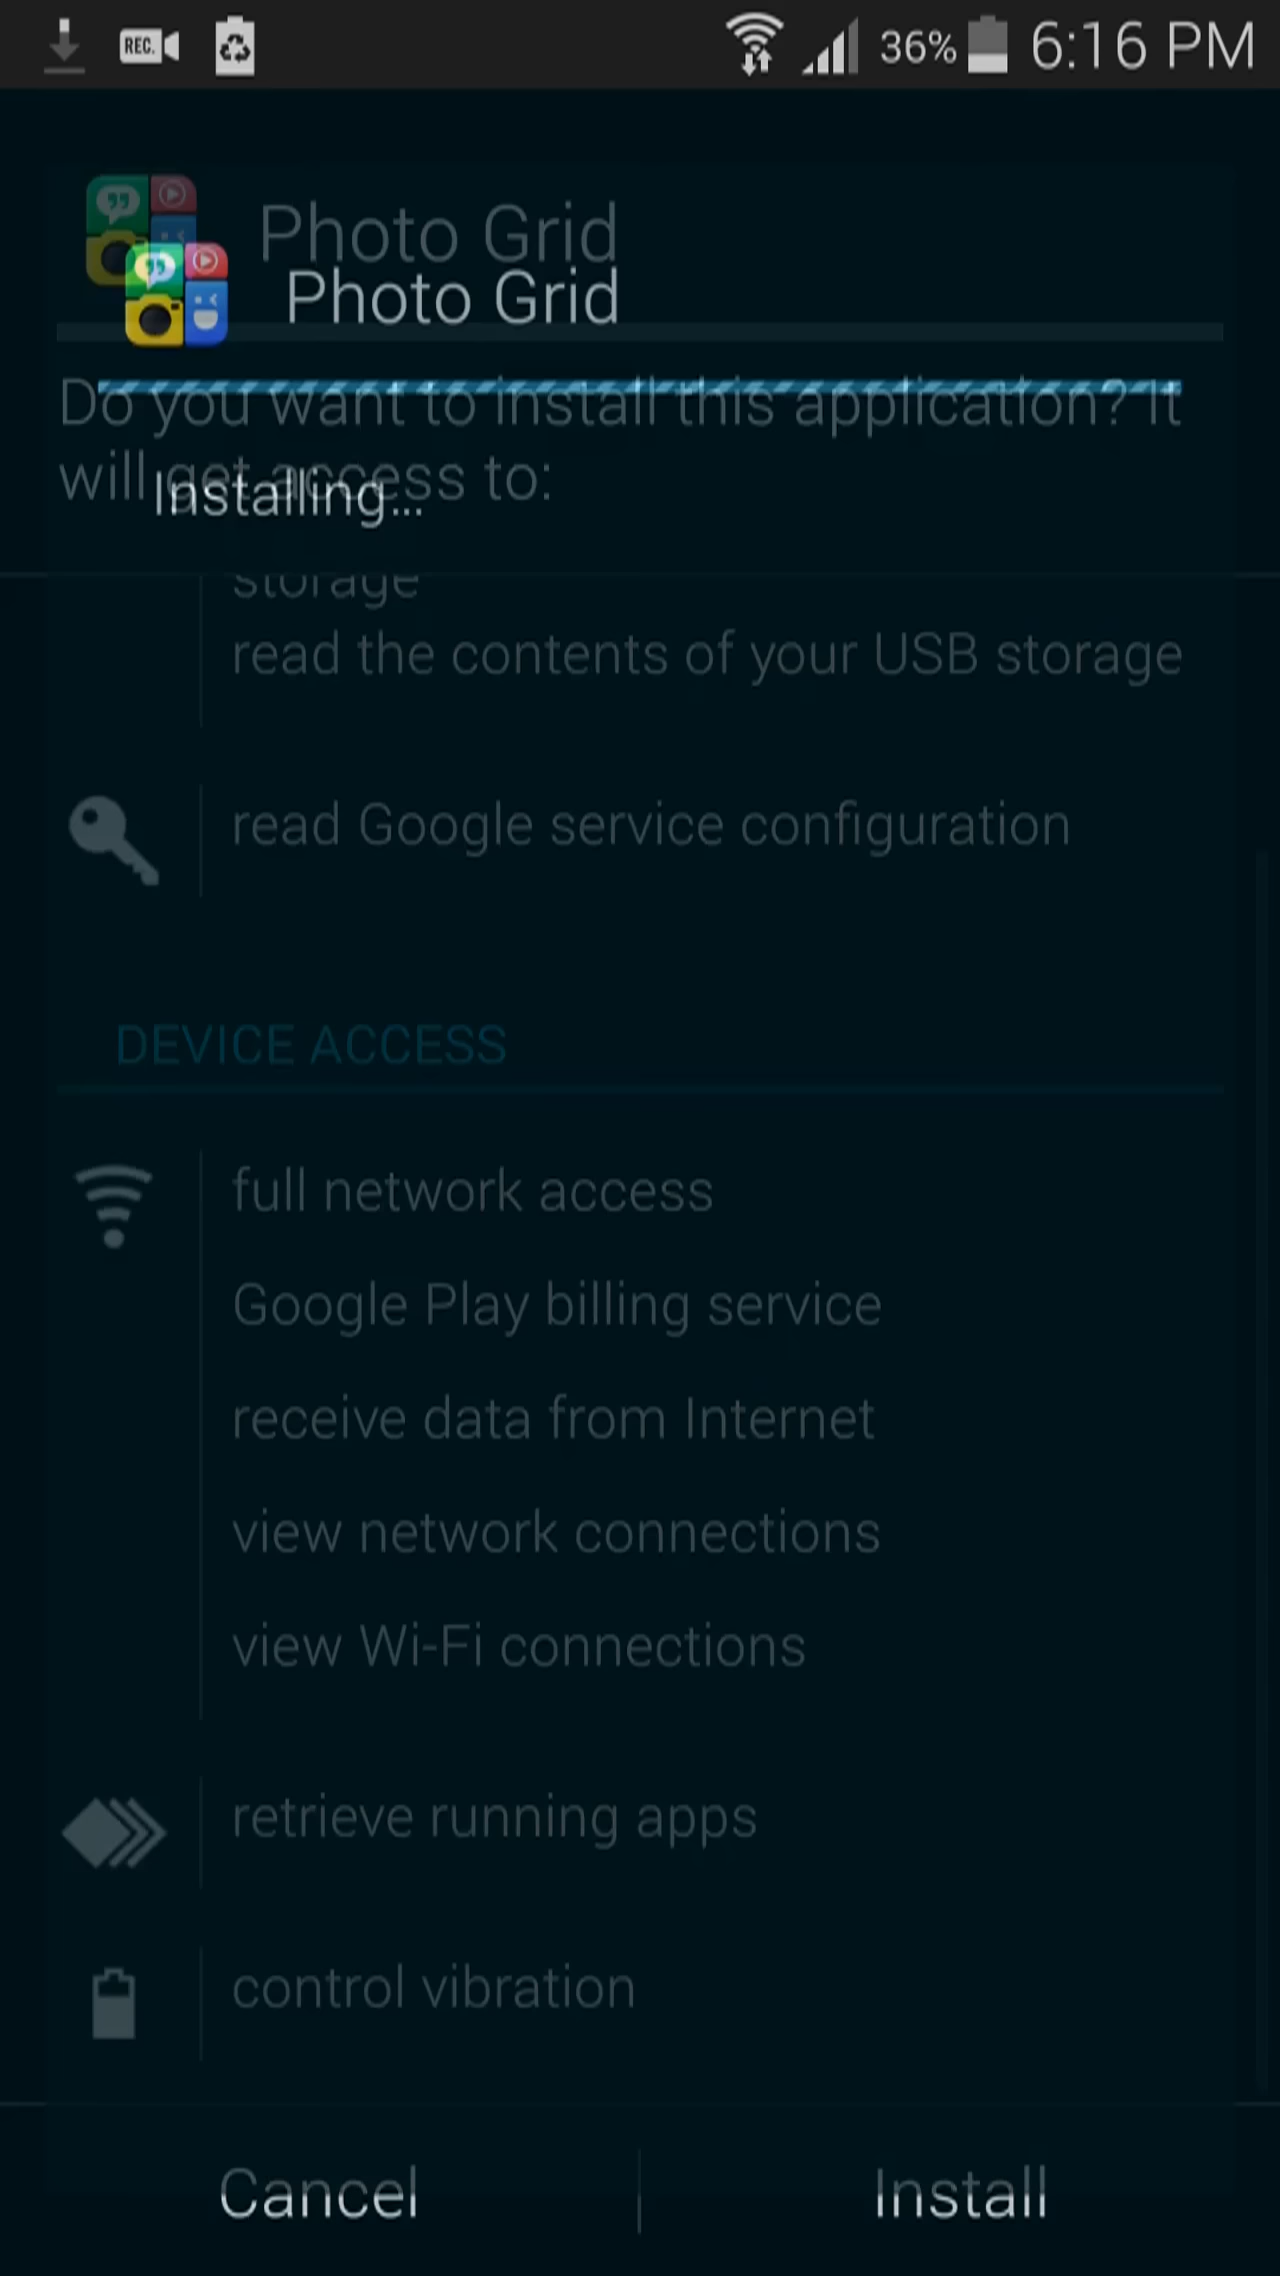 REC.
36%
6:16 PM
Photo Grid
Photo Grid
Do you want to install this application? It
will get access to:
Installing...
storage
read the contents of your USB storage
read Google service configuration
DEVICE ACCESS
full network access
Google Play billing service
receive data from Internet
view network connections
view Wi-Fi connections
retrieve running apps
control vibration
Cancel
Install